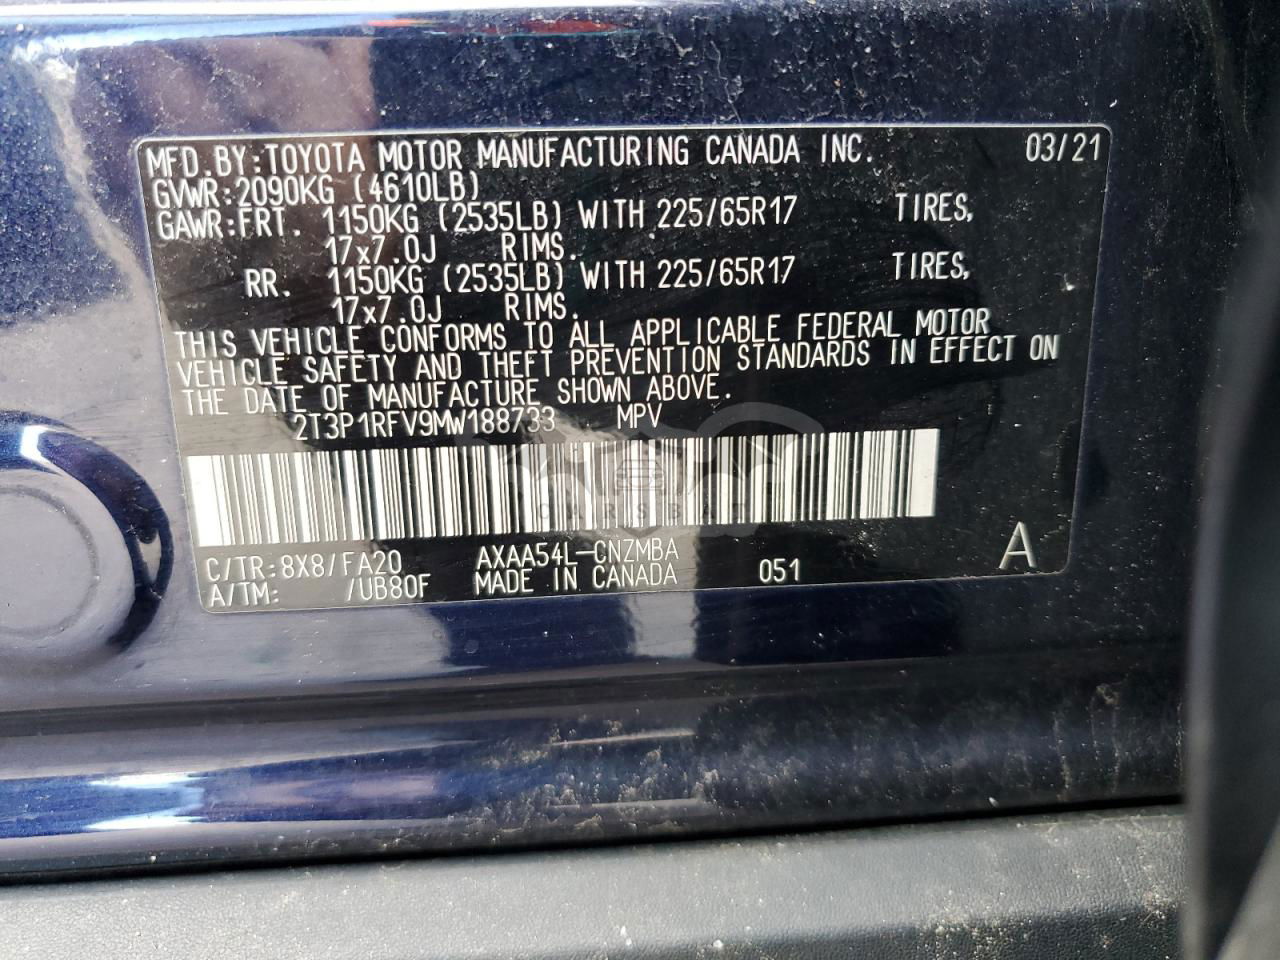 MFD.BY:TOYOTA MOTOR MANUFACTURING CANADA INC. 03/21
GVWR:2090KG (4610LB)
GAWR:FRT. 1150KG (2535LB) WITH 225/65R17 TIRES,
17x7.0J RIMS.
RR. 1150KG (2535LB) WITH 225/65R17 TIRES,
17x7.0J RIMS.
THIS VEHICLE CONFORMS TO ALL APPLICABLE FEDERAL MOTOR
VEHICLE SAFETY AND THEFT PREVENTION STANDARDS IN EFFECT ON
THE DATE OF MANUFACTURE SHOWN ABOVE.
2T3P1RFV9MW188733 MPV
CARSBAT
C/TR:8X8/FA20 AXAA54L-CNZMBA A
A/TM: /UB80F MADE IN CANADA 051